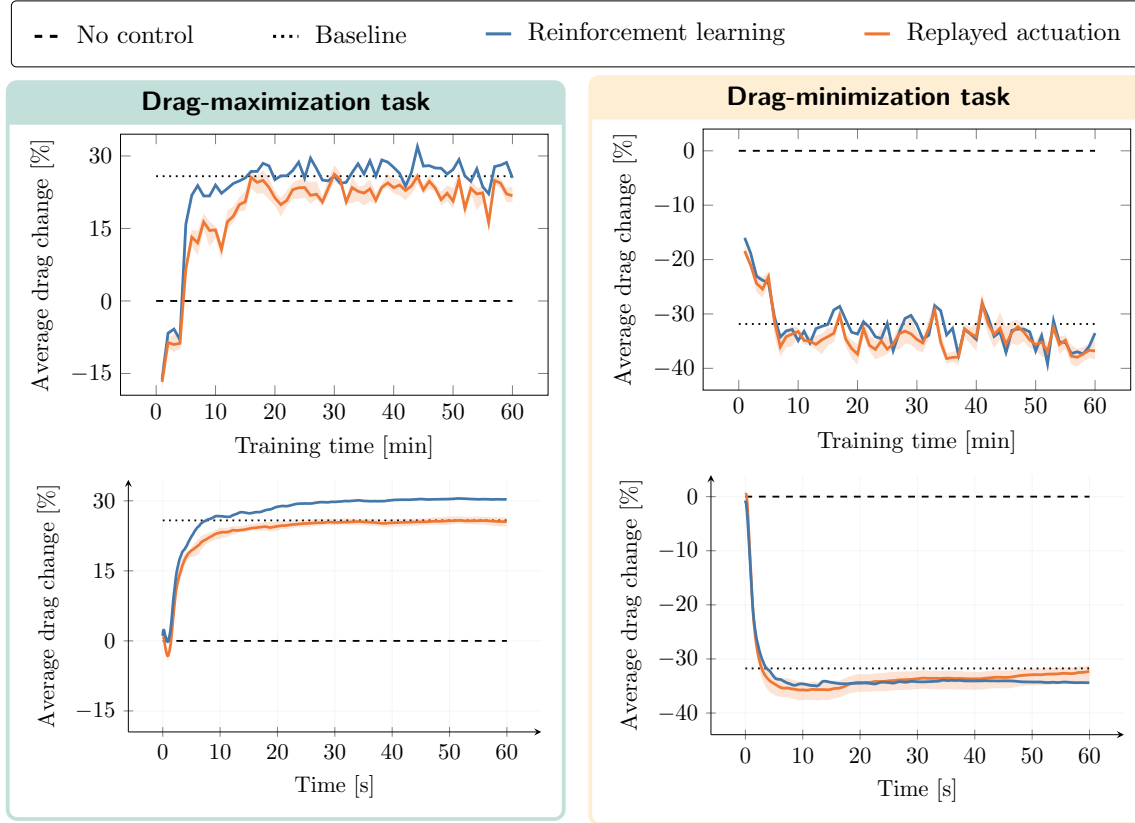 No control Baseline Reinforcement learning Replayed actuation
Drag-maximization task
Average drag change [%]
30
15
0
−15
0 10 20 30 40 50 60
Training time [min]
Average drag change [%]
30
15
0
−15
0 10 20 30 40 50 60
Time [s]
Drag-minimization task
Average drag change [%]
0
−10
−20
−30
−40
0 10 20 30 40 50 60
Training time [min]
Average drag change [%]
0
−10
−20
−30
−40
0 10 20 30 40 50 60
Time [s]